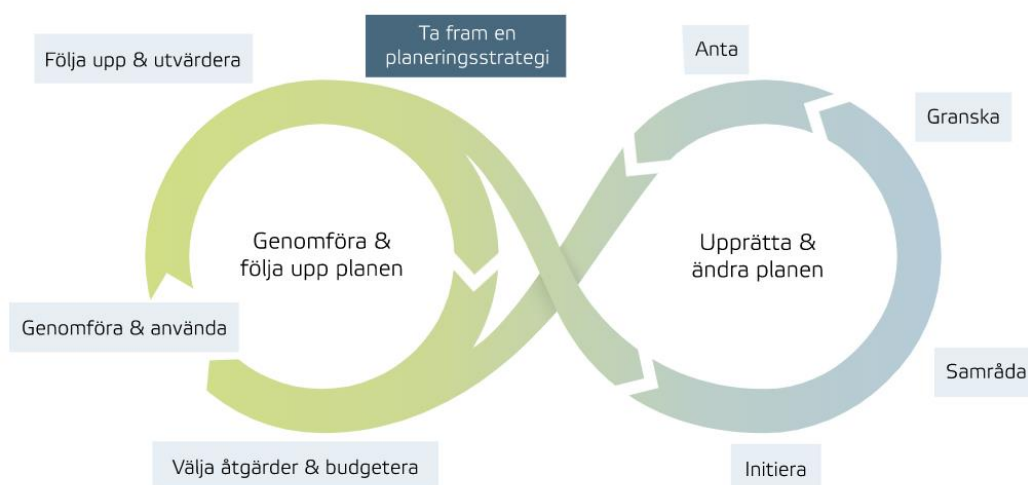 Ta fram en
planeringsstrategi
Följa upp & utvärdera
Anta
Granska
Genomföra &
följa upp planen
Upprätta &
ändra planen
Genomföra & använda
Samråda
Välja åtgärder & budgetera
Initiera